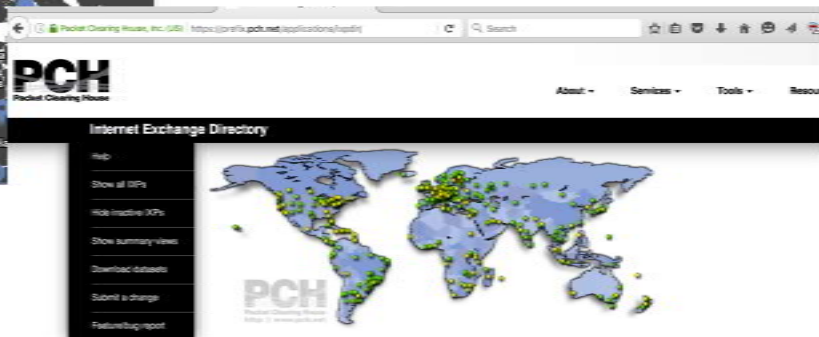 Packet Clearing House, Inc. (US) https://prefix.pch.net/applications/ixpdir/ Search
PCH
Packet Clearing House
About Services Tools Resou
Internet Exchange Directory
Help
Show all IXPs
Hide inactive IXPs
Show summary views
Download datasets
Submit a change
Feature/bug report
PCH
Packet Clearing House